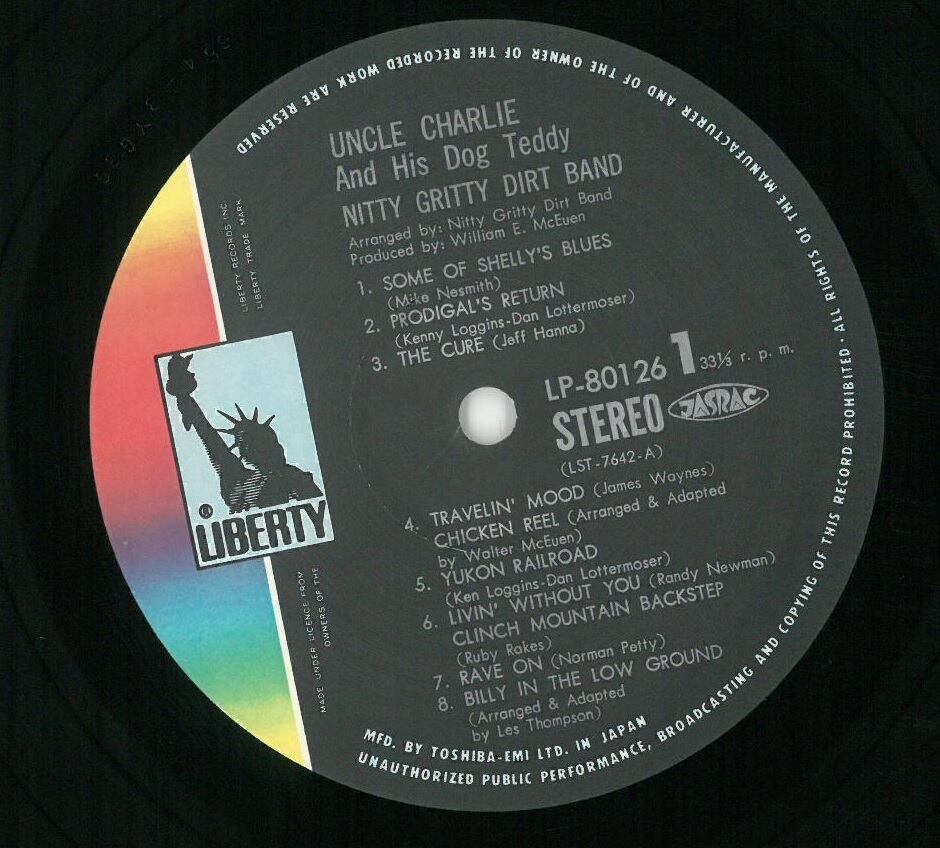 UNCLE CHARLIE
And His Dog Teddy
NITTY GRITTY DIRT BAND
Arranged by: Nitty Gritty Dirt Band
Produced by: William E. McEuen
1. SOME OF SHELLY'S BLUES
(Mike Nesmith)
2. PRODIGAL'S RETURN
(Kenny Loggins-Dan Lottermoser)
3. THE CURE (Jeff Hanna)
LP-80126 1 33⅓ r. p. m.
STEREO JASRAC
(LST-7642-A)
4. TRAVELIN' MOOD (James Waynes)
CHICKEN REEL (Arranged & Adapted
by Walter McEuen)
5. YUKON RAILROAD
(Ken Loggins-Dan Lottermoser)
6. LIVIN' WITHOUT YOU (Randy Newman)
CLINCH MOUNTAIN BACKSTEP
(Ruby Rakes)
7. RAVE ON (Norman Petty)
8. BILLY IN THE LOW GROUND
(Arranged & Adapted
by Les Thompson)
MFD. BY TOSHIBA-EMI LTD. IN JAPAN
ALL RIGHTS OF THE MANUFACTURER AND OF THE OWNER OF THE RECORDED WORK ARE RESERVED
UNAUTHORIZED PUBLIC PERFORMANCE, BROADCASTING AND COPYING OF THIS RECORD PROHIBITED ·
LIBERTY RECORDS INC.
LIBERTY TRADE MARK
® LIBERTY
MADE UNDER LICENCE FROM
OWNERS OF THE